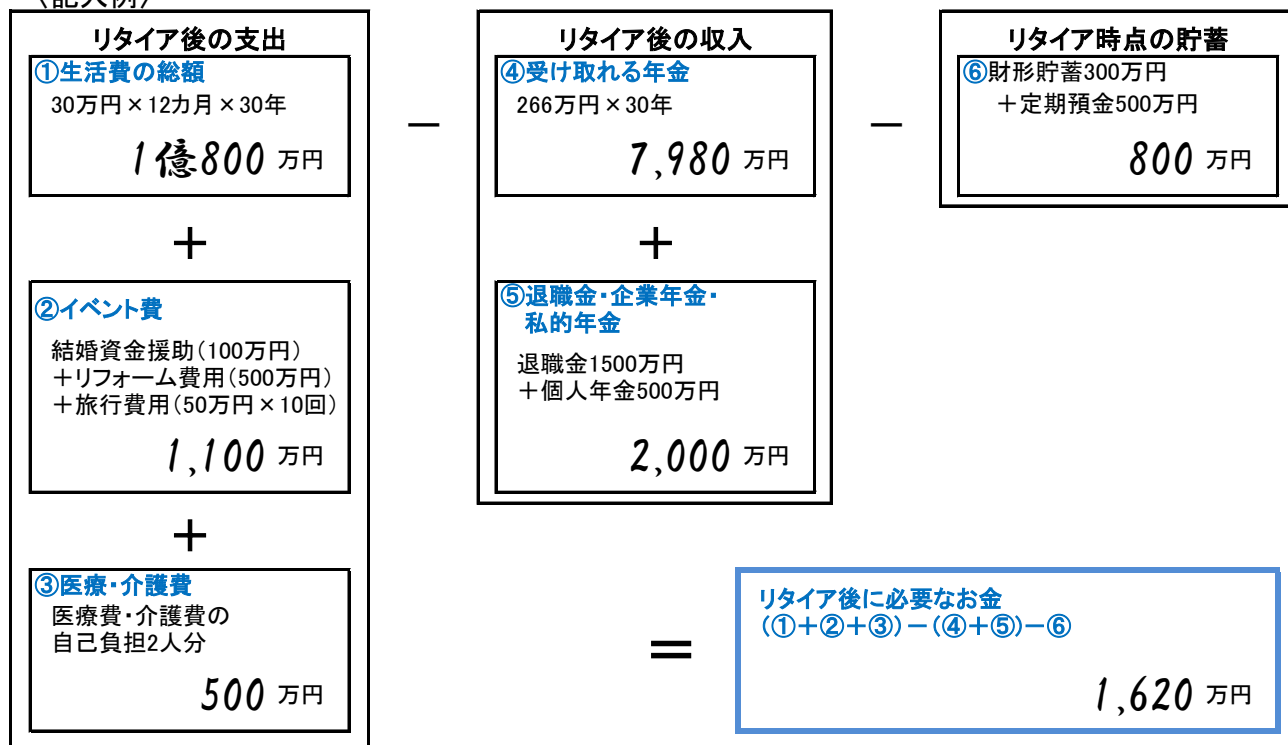 （記入例）
リタイア後の支出
①生活費の総額
30万円×12カ月×30年
1億800 万円
＋
②イベント費
結婚資金援助（100万円）
＋リフォーム費用（500万円）
＋旅行費用（50万円×10回）
1,100 万円
＋
③医療・介護費
医療費・介護費の
自己負担2人分
500 万円
－
リタイア後の収入
④受け取れる年金
266万円×30年
7,980 万円
＋
⑤退職金・企業年金・
私的年金
退職金1500万円
＋個人年金500万円
2,000 万円
－
リタイア時点の貯蓄
⑥財形貯蓄300万円
＋定期預金500万円
800 万円
＝
リタイア後に必要なお金
（①＋②＋③）－（④＋⑤）－⑥
1,620 万円